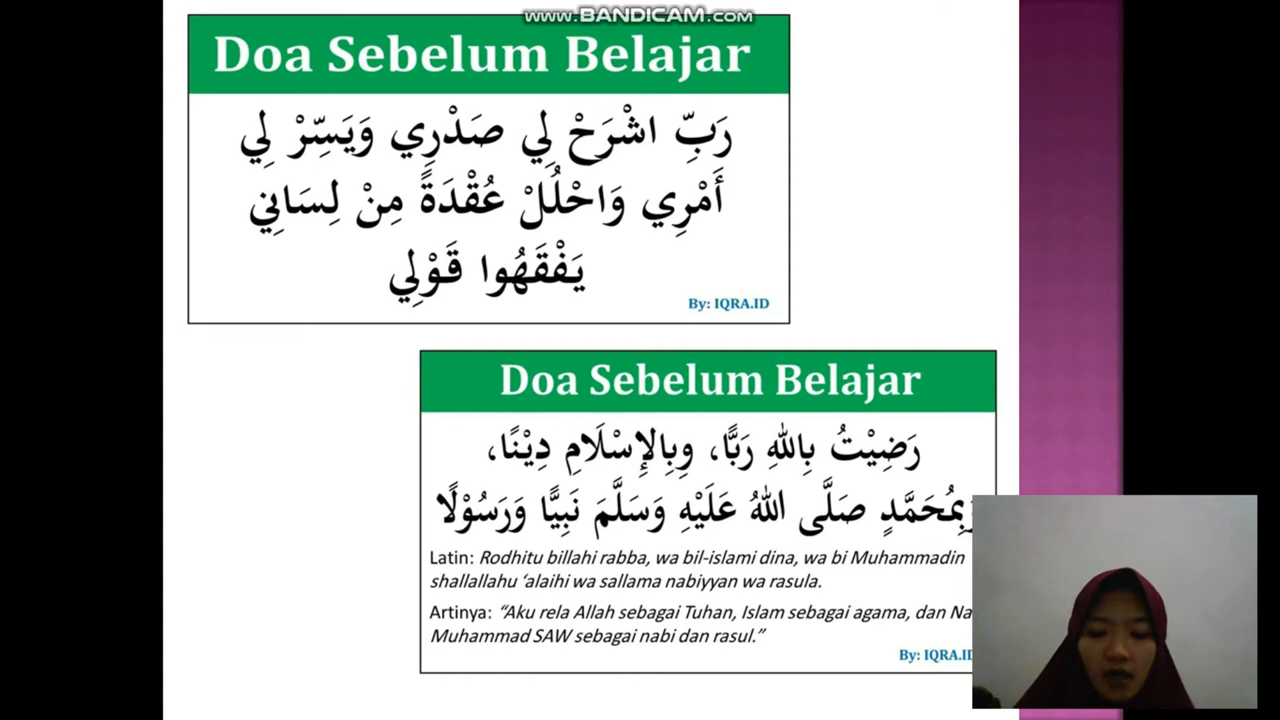 www.BANDICAM.com
Doa Sebelum Belajar
رَبِّ اشْرَحْ لِي صَدْرِي وَيَسِّرْ لِي
أَمْرِي وَاحْلُلْ عُقْدَةً مِنْ لِسَانِي
يَفْقَهُوا قَوْلِي
By: IQRA.ID
Doa Sebelum Belajar
رَضِيْتُ بِاللهِ رَبًّا، وَبِالإِسْلَامِ دِيْنًا،
وَبِمُحَمَّدٍ صَلَّى اللهُ عَلَيْهِ وَسَلَّمَ نَبِيًّا وَرَسُوْلًا
Latin: Rodhitu billahi rabba, wa bil-islami dina, wa bi Muhammadin
shallallahu ‘alaihi wa sallama nabiyyan wa rasula.
Artinya: “Aku rela Allah sebagai Tuhan, Islam sebagai agama, dan Na
Muhammad SAW sebagai nabi dan rasul.”
By: IQRA.ID